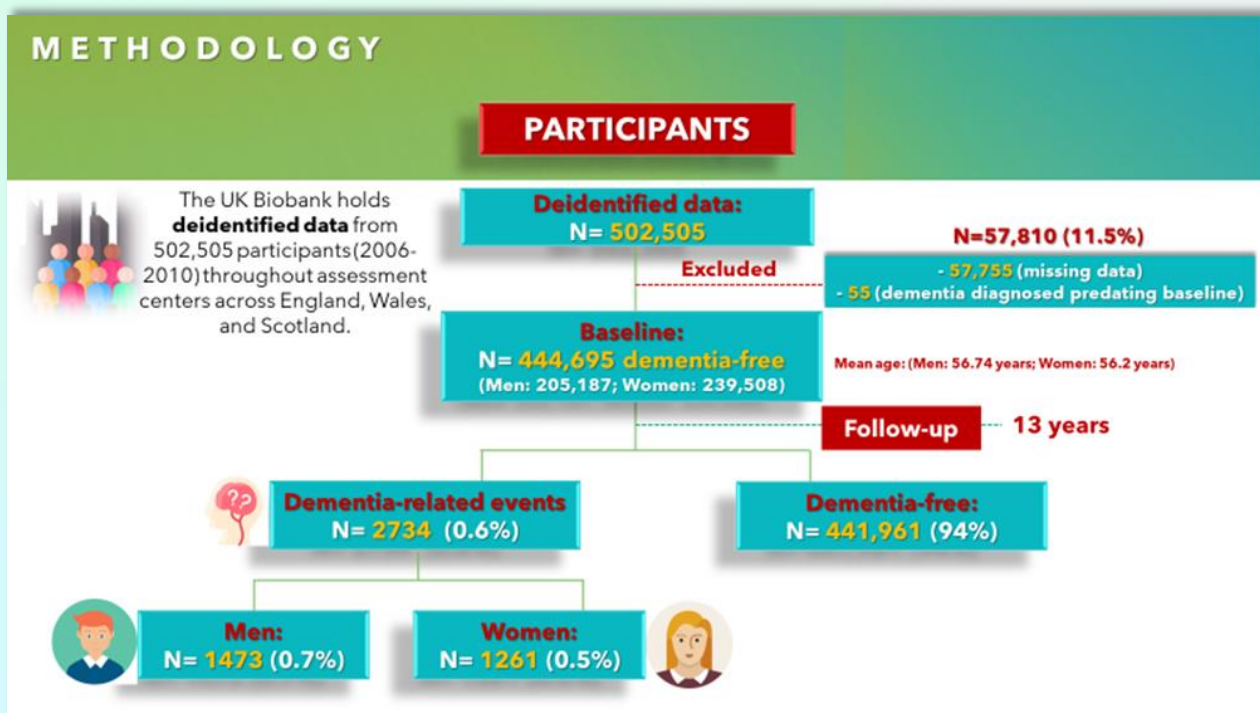 METHODOLOGY
PARTICIPANTS
The UK Biobank holds
deidentified data from
502,505 participants (2006-
2010) throughout assessment
centers across England, Wales,
and Scotland.
Deidentified data:
N= 502,505
Excluded
N=57,810 (11.5%)
- 57,755 (missing data)
- 55 (dementia diagnosed predating baseline)
Baseline:
N= 444,695 dementia-free
(Men: 205,187; Women: 239,508)
Mean age: (Men: 56.74 years; Women: 56.2 years)
Follow-up
13 years
Dementia-related events
N= 2734 (0.6%)
Dementia-free:
N= 441,961 (94%)
Men:
N= 1473 (0.7%)
Women:
N= 1261 (0.5%)
??